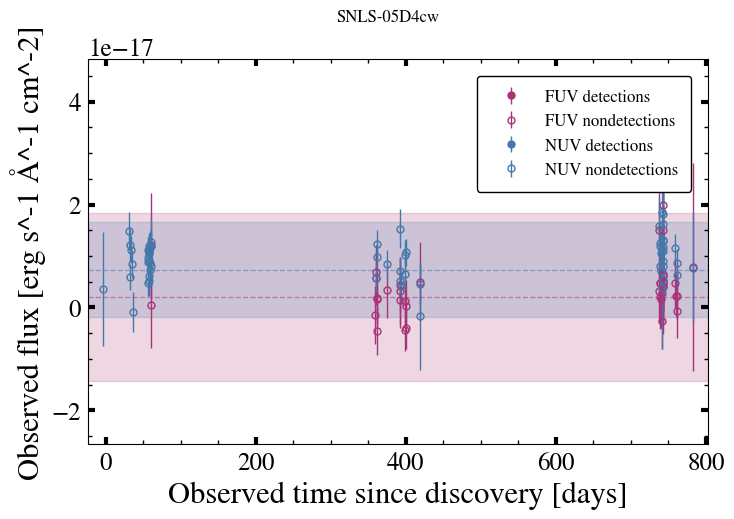 SNLS-05D4cw
1e−17
Observed flux [erg s^-1 Å^-1 cm^-2]
4
2
0
−2
FUV detections
FUV nondetections
NUV detections
NUV nondetections
0 200 400 600 800
Observed time since discovery [days]